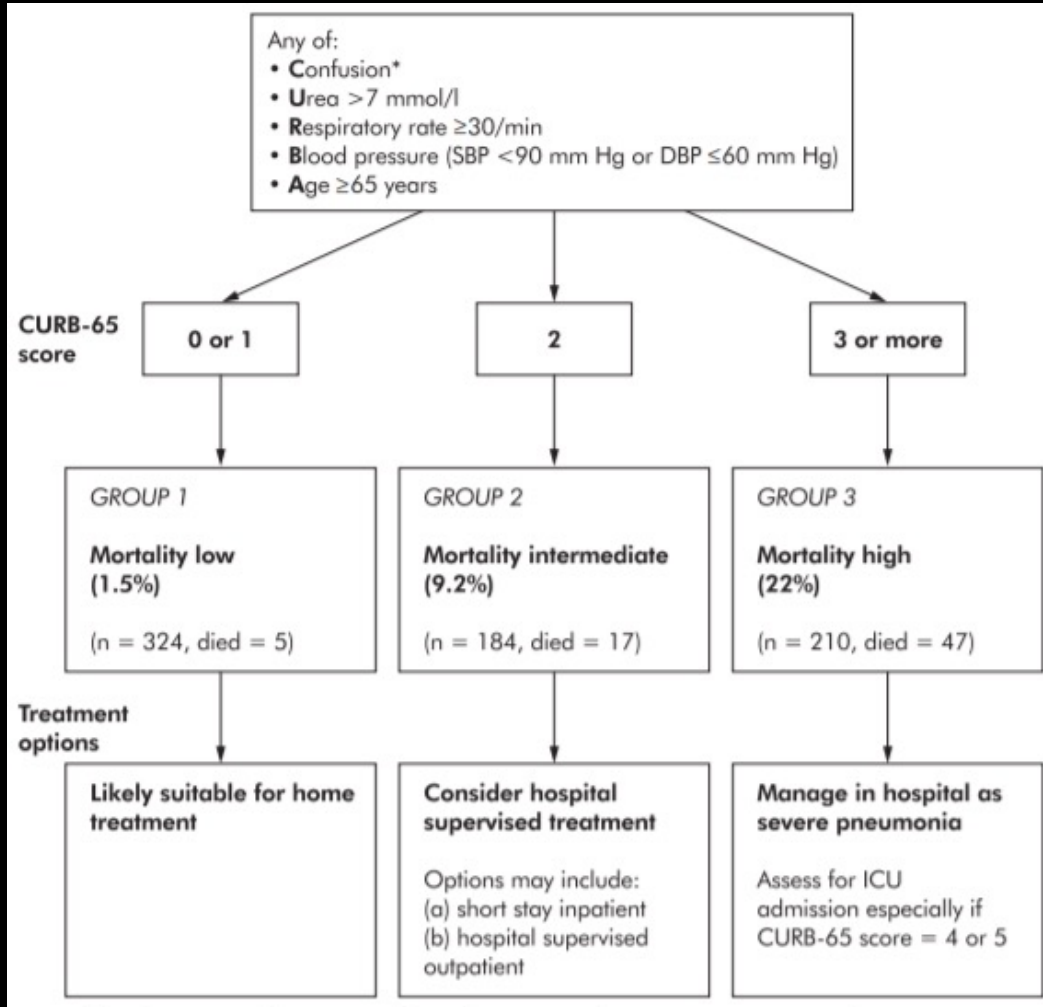 Any of:
• Confusion*
• Urea >7 mmol/l
• Respiratory rate ≥30/min
• Blood pressure (SBP <90 mm Hg or DBP ≤60 mm Hg)
• Age ≥65 years
CURB-65
score
0 or 1
2
3 or more
GROUP 1
Mortality low
(1.5%)
(n = 324, died = 5)
GROUP 2
Mortality intermediate
(9.2%)
(n = 184, died = 17)
GROUP 3
Mortality high
(22%)
(n = 210, died = 47)
Treatment
options
Likely suitable for home
treatment
Consider hospital
supervised treatment
Options may include:
(a) short stay inpatient
(b) hospital supervised
outpatient
Manage in hospital as
severe pneumonia
Assess for ICU
admission especially if
CURB-65 score = 4 or 5